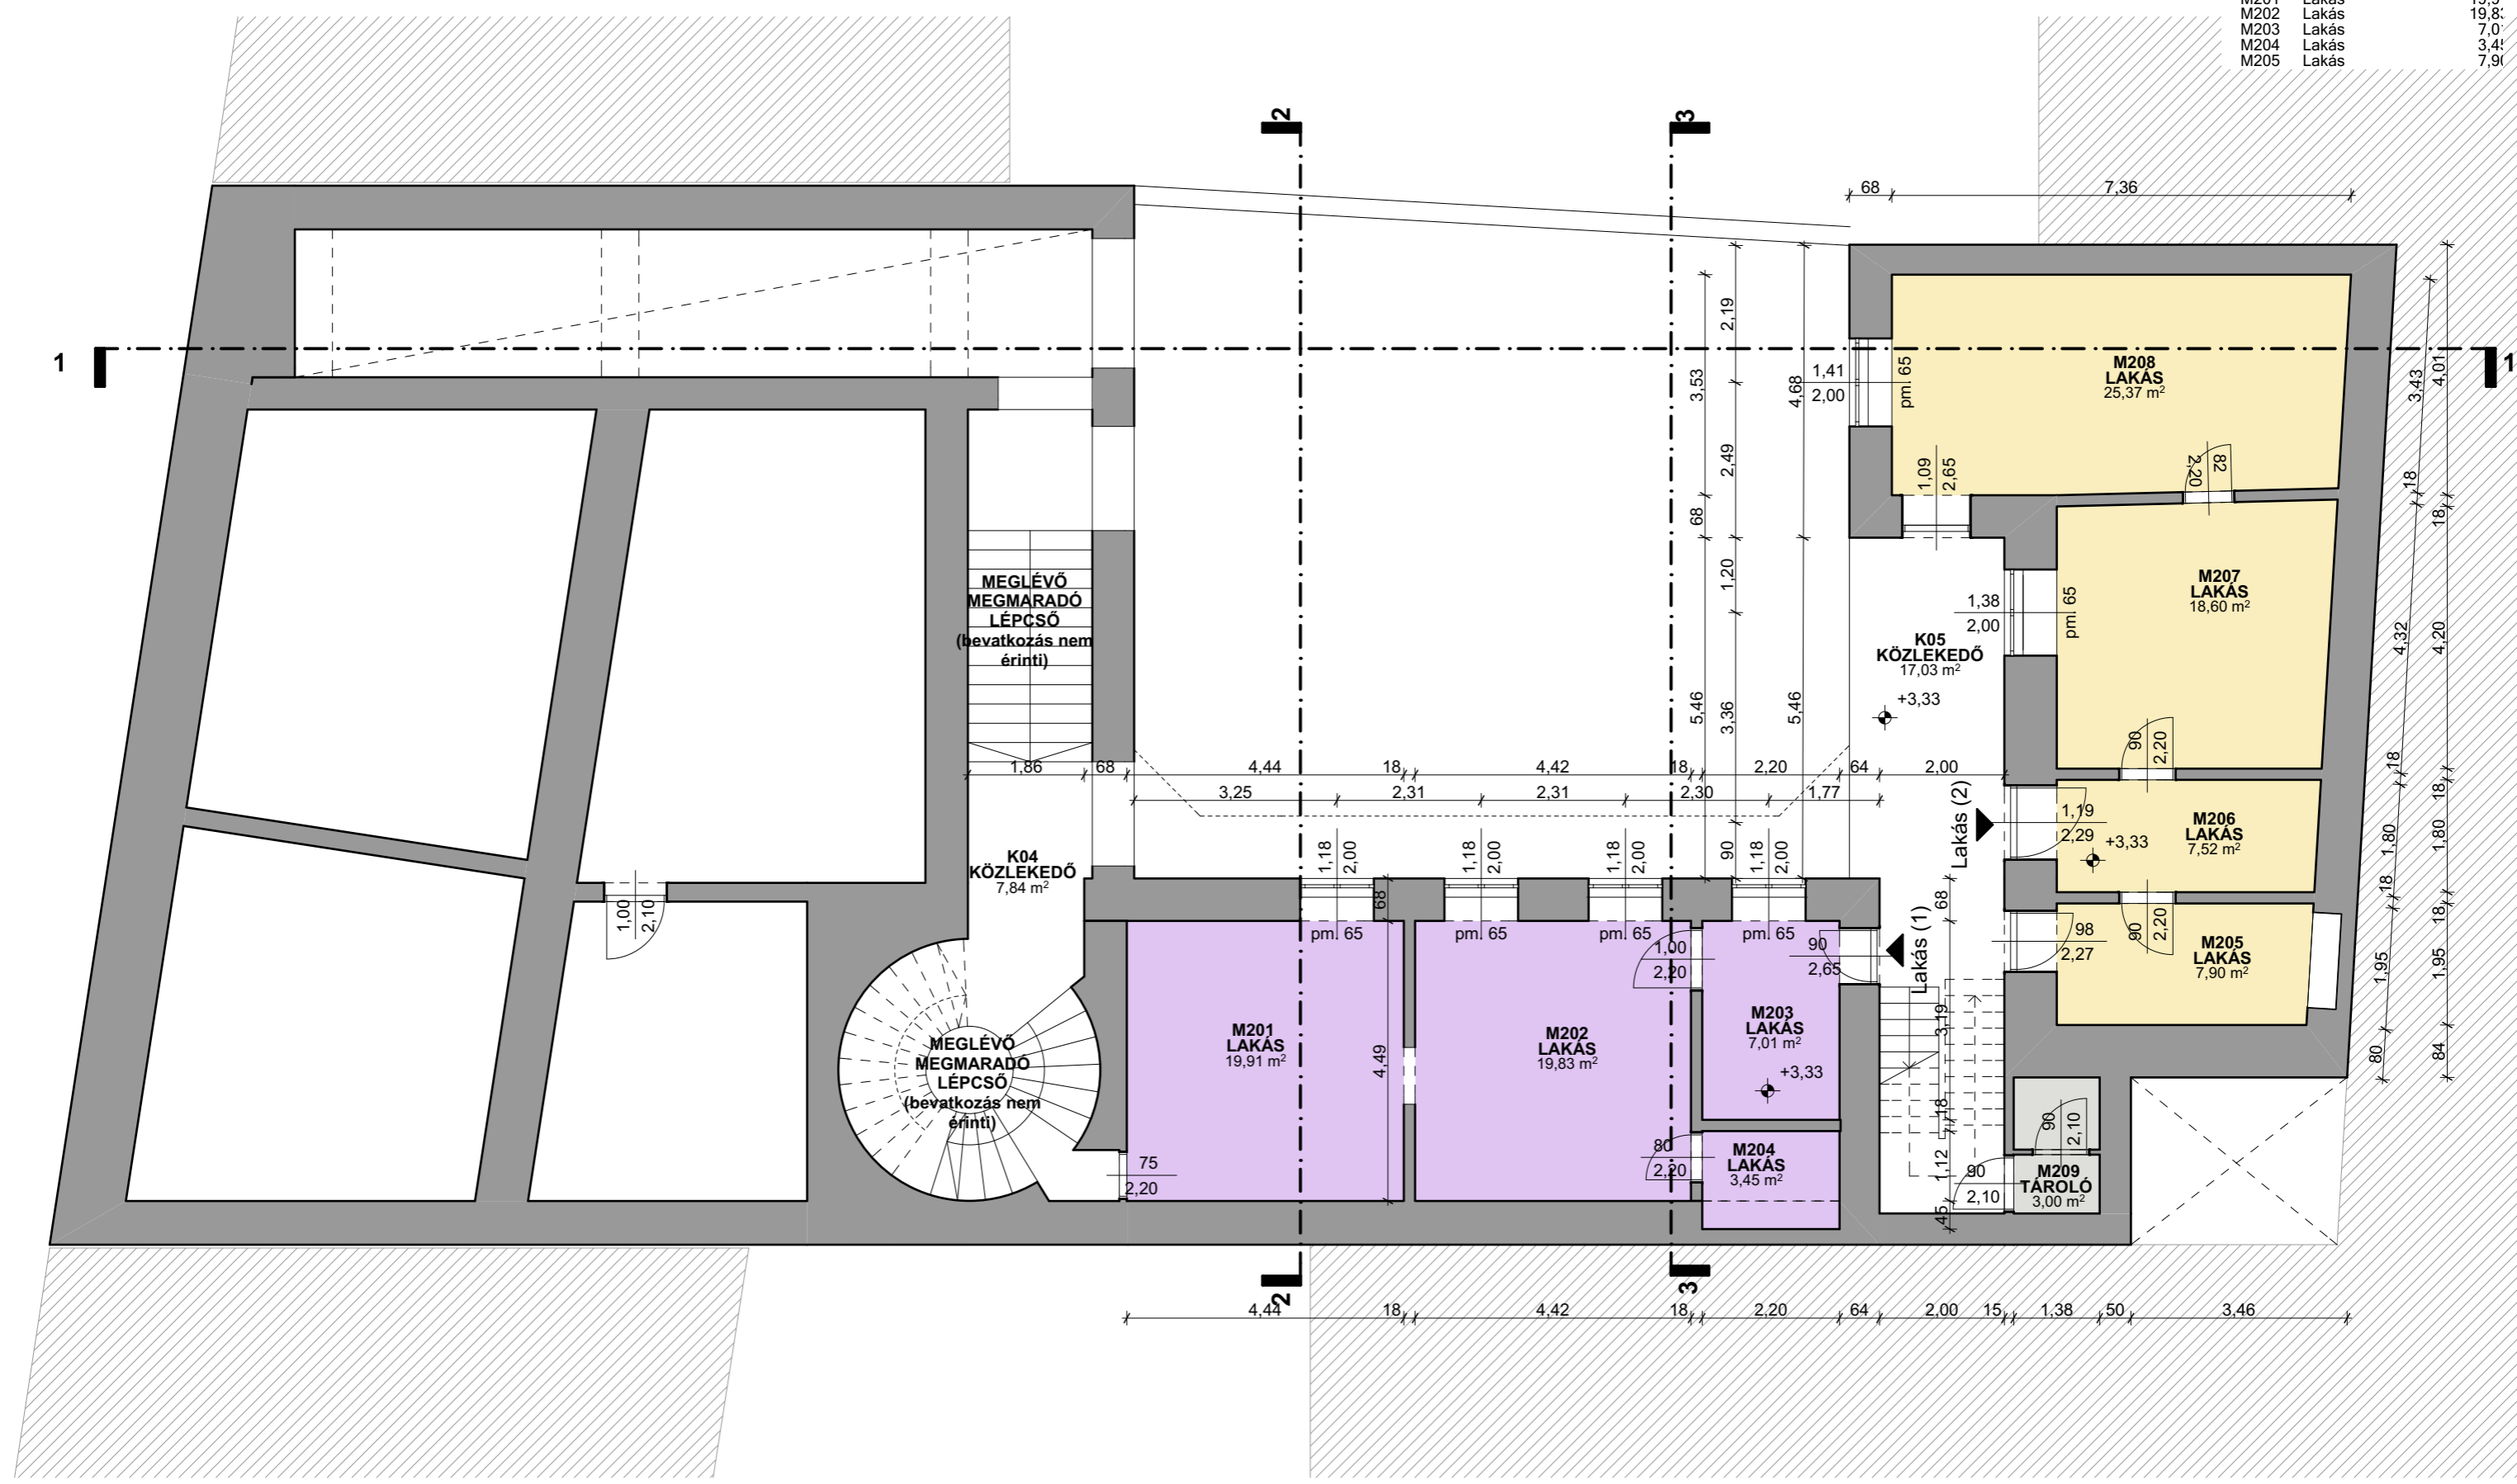 M202 Lakás
M203 Lakás
M204 Lakás
M205 Lakás
2
3
68
7,36
1
1
2,19
3,53
4,68
1,41
2,00
pm. 65
M208
LAKÁS
25,37 m²
3,43
4,01
2,49
1,09
2,65
2,20
82
18
68
18
MEGLÉVŐ
MEGMARADÓ
LÉPCSŐ
(bevatkozás nem
érinti)
1,20
1,38
2,00
pm. 65
M207
LAKÁS
18,60 m²
K05
KÖZLEKEDŐ
17,03 m²
+3,33
4,32
4,20
5,46
3,36
5,46
90
2,20
18
18
1,86
68
4,44
18
4,42
18
2,20
64
2,00
3,25
2,31
2,31
2,30
1,77
Lakás (2)
1,19
2,29
+3,33
M206
LAKÁS
7,52 m²
1,80
1,80
K04
KÖZLEKEDŐ
7,84 m²
1,18
2,00
1,18
2,00
1,18
2,00
90
1,18
2,00
1,00
2,10
68
68
18
18
pm. 65
pm. 65
pm. 65
pm. 65
1,00
2,20
90
2,65
Lakás (1)
98
2,27
90
2,20
M205
LAKÁS
7,90 m²
1,95
1,95
MEGLÉVŐ
MEGMARADÓ
LÉPCSŐ
(bevatkozás nem
érinti)
M201
LAKÁS
19,91 m²
4,49
M202
LAKÁS
19,83 m²
M203
LAKÁS
7,01 m²
+3,33
3,19
80
84
18
90
2,10
75
2,20
80
2,20
M204
LAKÁS
3,45 m²
1,12
90
2,10
M209
TÁROLÓ
3,00 m²
45
2
3
4,44
18
4,42
18
2,20
64
2,00
15
1,38
50
3,46